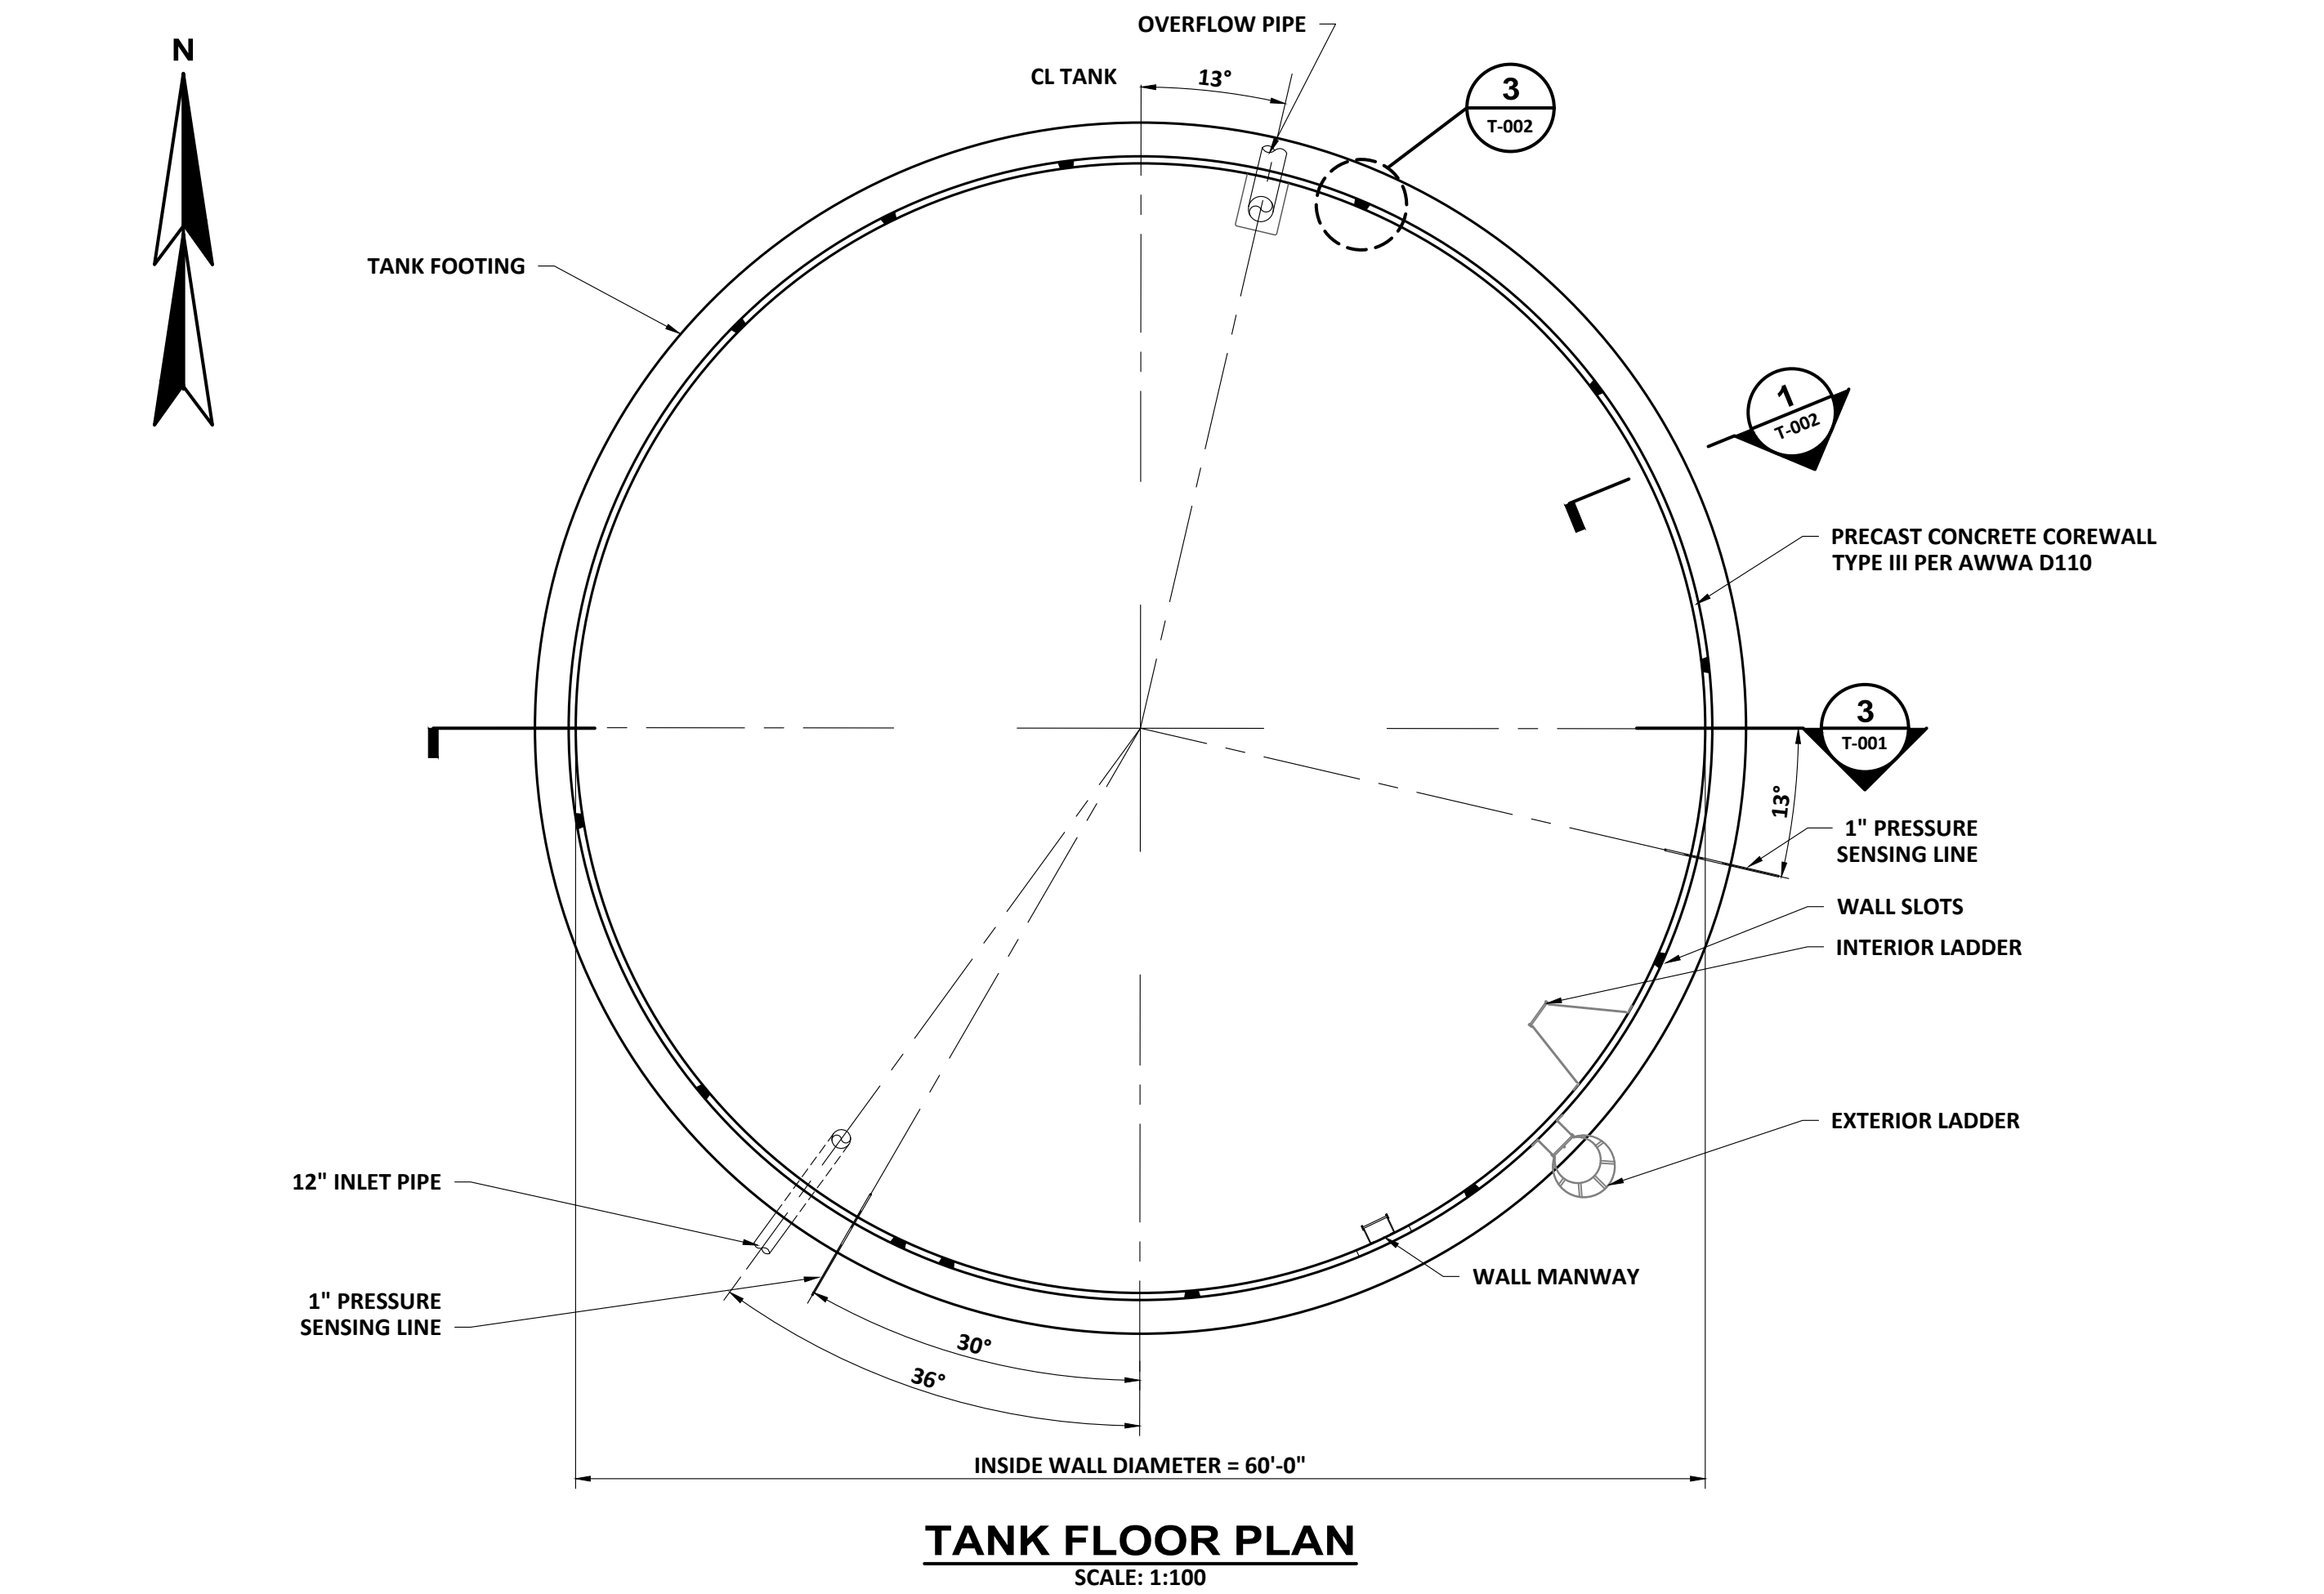 OVERFLOW PIPE
N
CL TANK
13°
3
T-002
TANK FOOTING
1
T-002
PRECAST CONCRETE COREWALL
TYPE III PER AWWA D110
3
T-001
13°
1" PRESSURE
SENSING LINE
WALL SLOTS
INTERIOR LADDER
EXTERIOR LADDER
12" INLET PIPE
WALL MANWAY
1" PRESSURE
SENSING LINE
30°
36°
INSIDE WALL DIAMETER = 60'-0"
TANK FLOOR PLAN
SCALE: 1:100